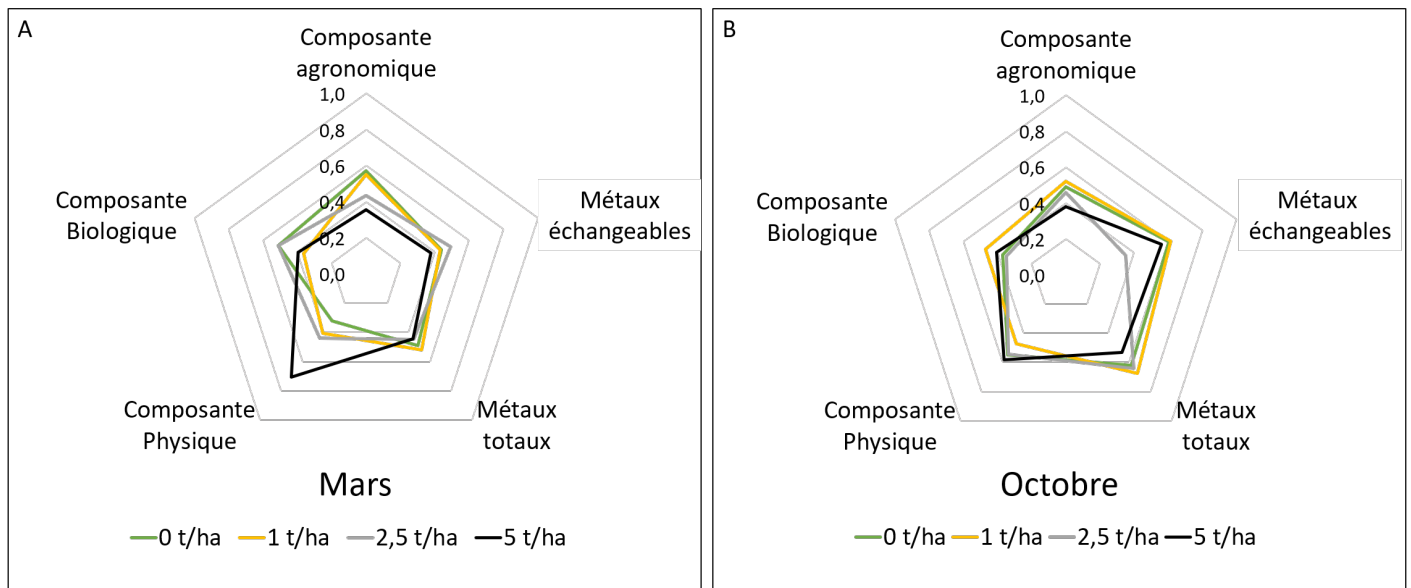 A
Composante
agronomique
1,0
0,8
0,6
0,4
0,2
0,0
Métaux
échangeables
Composante
Biologique
Composante
Physique
Métaux
totaux
Mars
0 t/ha 1 t/ha 2,5 t/ha 5 t/ha
B
Composante
agronomique
1,0
0,8
0,6
0,4
0,2
0,0
Métaux
échangeables
Composante
Biologique
Composante
Physique
Métaux
totaux
Octobre
0 t/ha 1 t/ha 2,5 t/ha 5 t/ha